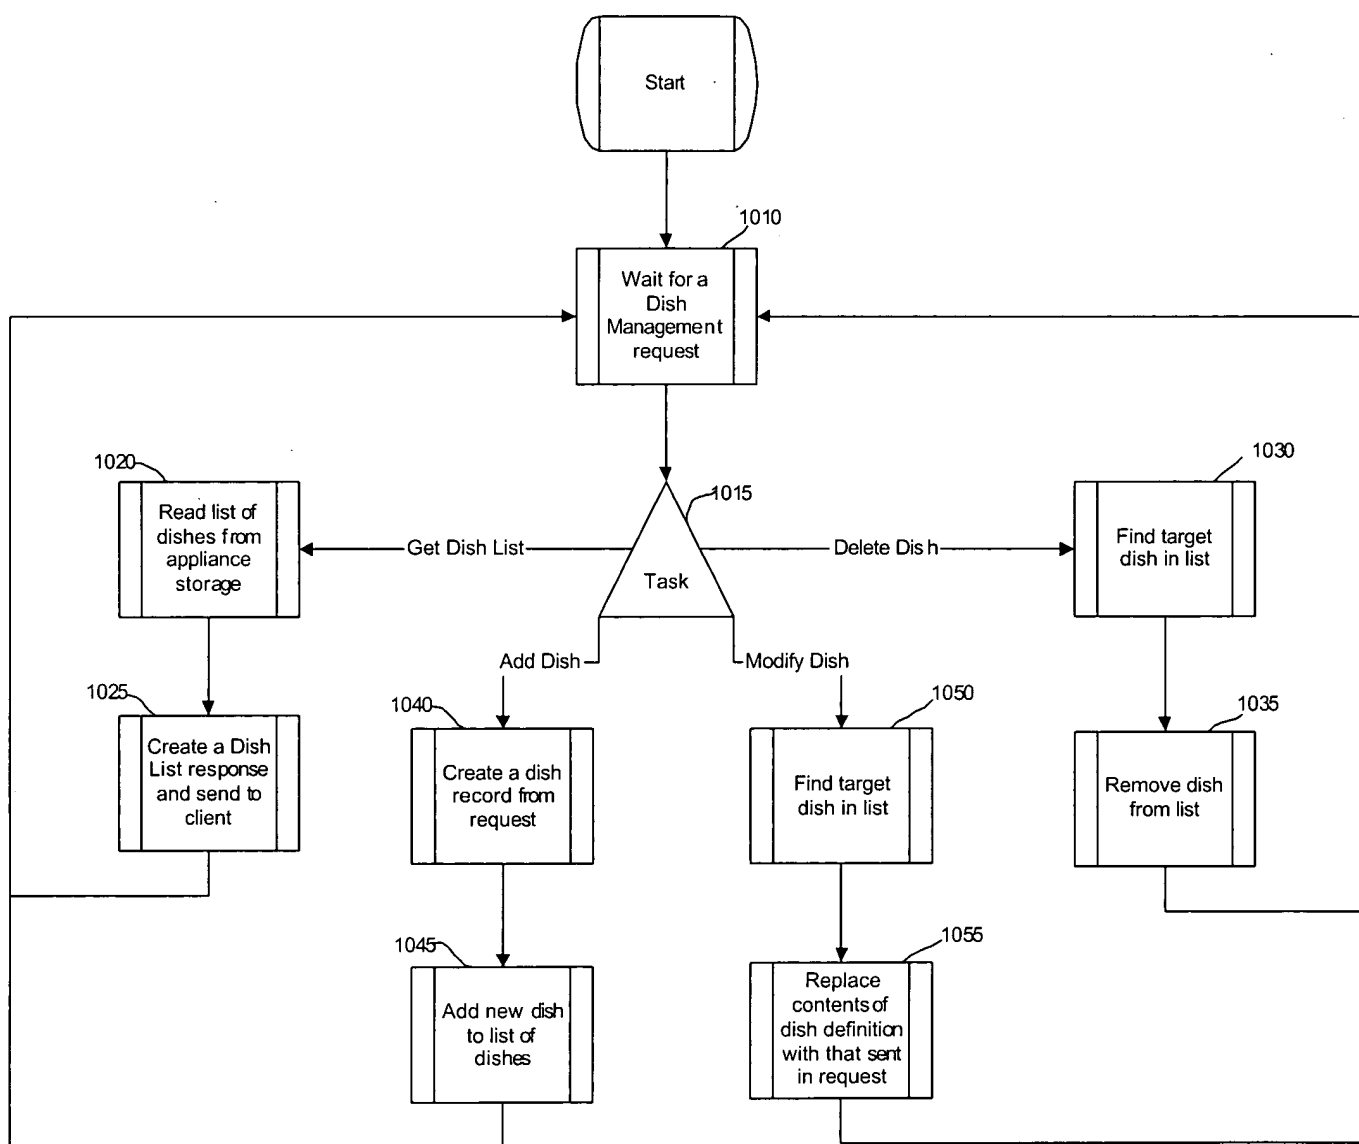 Start
1010
Wait for a
Dish
Management
request
1020
Read list of
dishes from
appliance
storage
Get Dish List
1015
Task
Delete Dish
1030
Find target
dish in list
Add Dish
Modify Dish
1025
Create a Dish
List response
and send to
client
1040
Create a dish
record from
request
1050
Find target
dish in list
1035
Remove dish
from list
1045
Add new dish
to list of
dishes
1055
Replace
contents of
dish definition
with that sent
in request